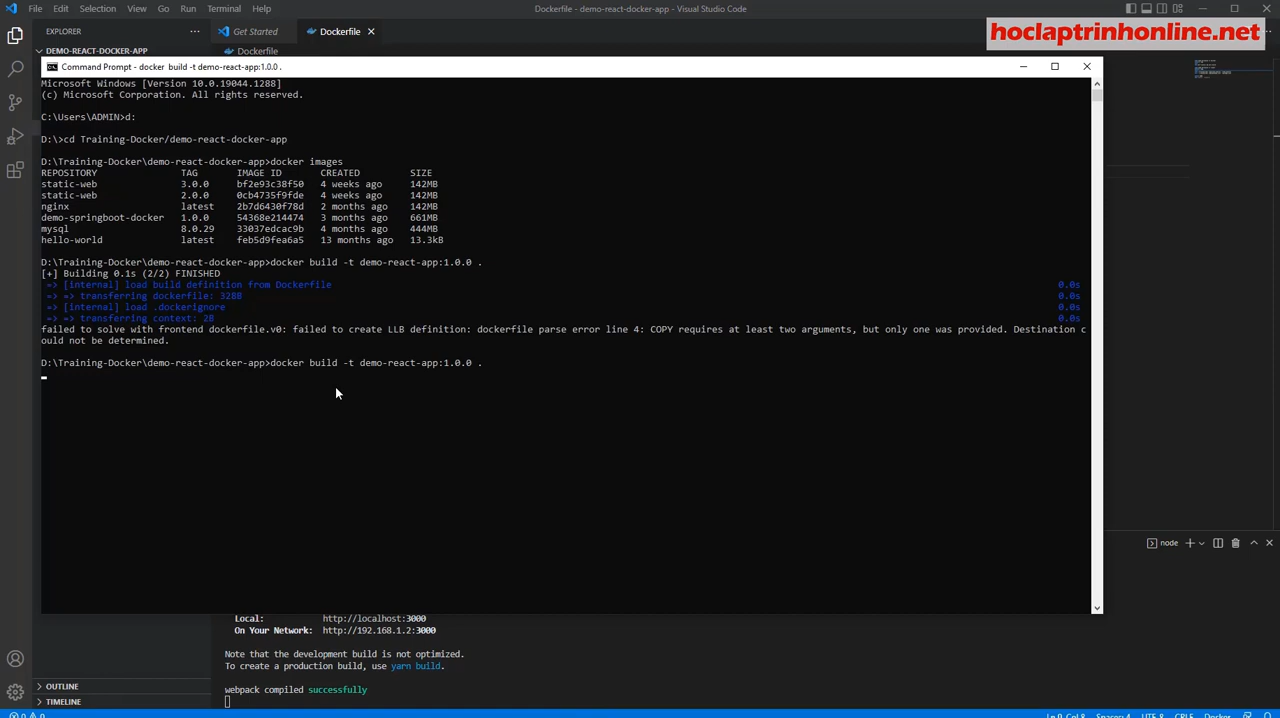 File Edit Selection View Go Run Terminal Help Dockerfile - demo-react-docker-app - Visual Studio Code
hoclaptrinhonline.net
EXPLORER ... Get Started Dockerfile
DEMO-REACT-DOCKER-APP Dockerfile
Command Prompt - docker build -t demo-react-app:1.0.0 .
Microsoft Windows [Version 10.0.19044.1288]
(c) Microsoft Corporation. All rights reserved.
C:\Users\ADMIN>d:
D:\>cd Training-Docker/demo-react-docker-app
D:\Training-Docker\demo-react-docker-app>docker images
REPOSITORY TAG IMAGE ID CREATED SIZE
static-web 3.0.0 bf2e93c38f50 4 weeks ago 142MB
static-web 2.0.0 0cb4735f9fde 4 weeks ago 142MB
nginx latest 2b7d6430f78d 2 months ago 142MB
demo-springboot-docker 1.0.0 54368e214474 3 months ago 661MB
mysql 8.0.29 33037edcac9b 4 months ago 444MB
hello-world latest feb5d9fea6a5 13 months ago 13.3kB
D:\Training-Docker\demo-react-docker-app>docker build -t demo-react-app:1.0.0 .
[+] Building 0.1s (2/2) FINISHED
=> [internal] load build definition from Dockerfile 0.0s
=> => transferring dockerfile: 328B 0.0s
=> [internal] load .dockerignore 0.0s
=> => transferring context: 2B 0.0s
failed to solve with frontend dockerfile.v0: failed to create LLB definition: dockerfile parse error line 4: COPY requires at least two arguments, but only one was provided. Destination c
ould not be determined.
D:\Training-Docker\demo-react-docker-app>docker build -t demo-react-app:1.0.0 .
node
Local: http://localhost:3000
On Your Network: http://192.168.1.2:3000
Note that the development build is not optimized.
To create a production build, use yarn build.
OUTLINE
webpack compiled successfully
TIMELINE